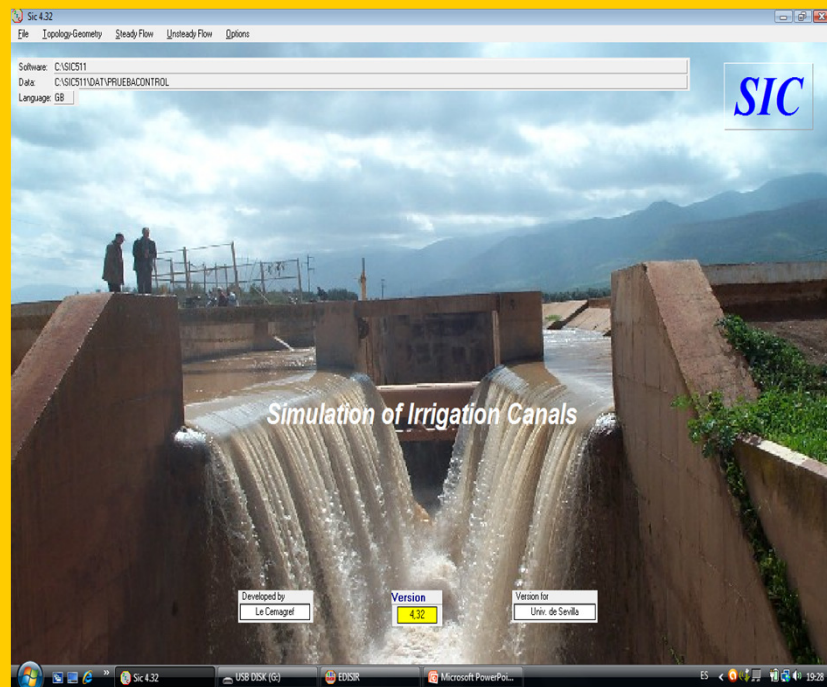 Sic 4.32
File Topology-Geometry Steady Flow Unsteady Flow Options
Software: C:\SIC511
Data: C:\SIC511\DAT\PRUEBACONTROL
Language: GB
SIC
Simulation of Irrigation Canals
Developed by
Le Cemagref
Version
4,32
Version for
Univ. de Sevilla
Sic 4.32 USB DISK (G:) EDISIR Microsoft PowerPoi... ES 19:28